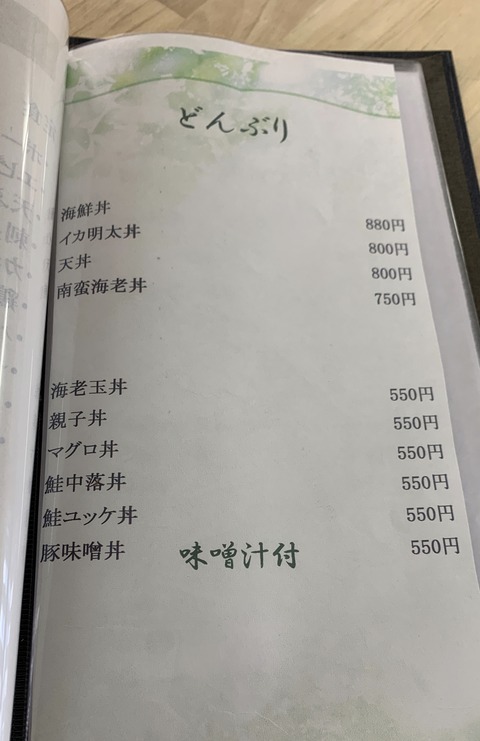 どんぶり
海鮮丼 880円
イカ明太丼 800円
天丼 800円
南蛮海老丼 750円
海老玉丼 550円
親子丼 550円
マグロ丼 550円
鮭中落丼 550円
鮭ユッケ丼 550円
豚味噌丼 味噌汁付 550円